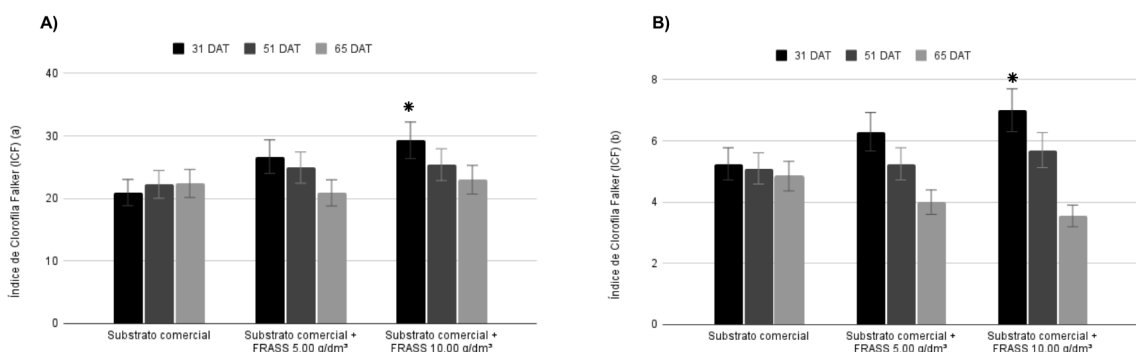 A)
31 DAT 51 DAT 65 DAT
Índice de Clorofila Falker (ICF) (a)
40
30
20
10
0
*
Substrato comercial
Substrato comercial +
FRASS 5.00 g/dm³
Substrato comercial +
FRASS 10.00 g/dm³
B)
31 DAT 51 DAT 65 DAT
Índice de Clorofila Falker (ICF) (b)
8
6
4
2
0
*
Substrato comercial
Substrato comercial +
FRASS 5.00 g/dm³
Substrato comercial +
FRASS 10.00 g/dm³